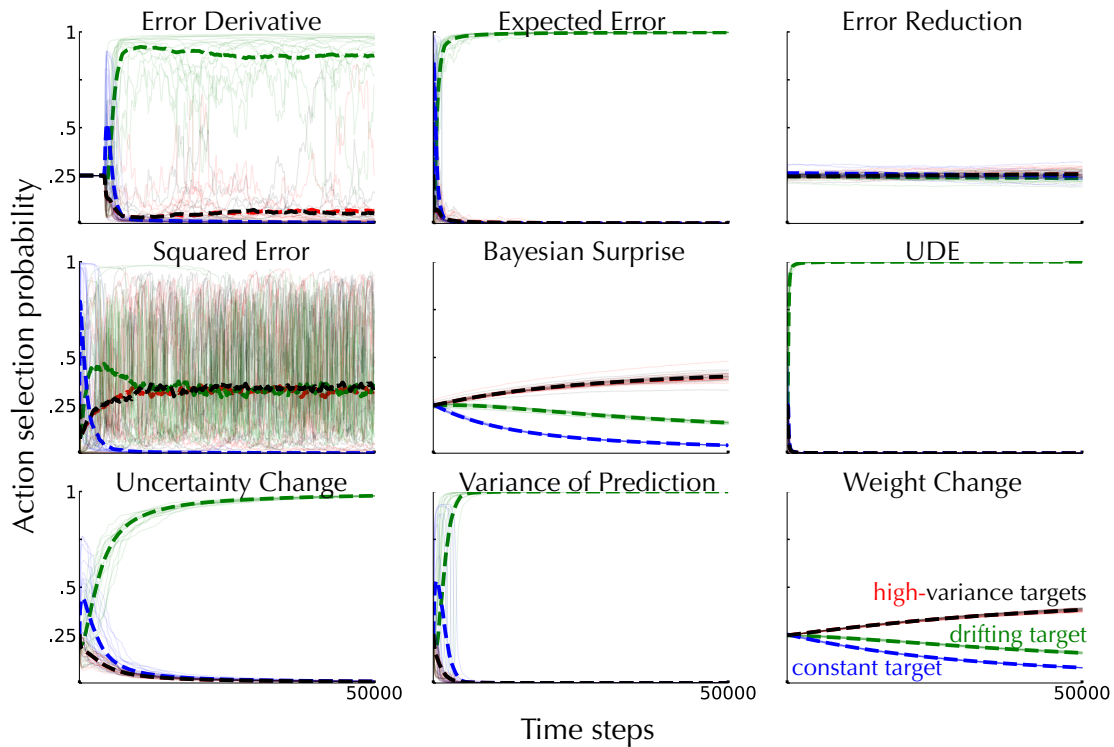 Error Derivative
Expected Error
Error Reduction
1
.5
.25
Squared Error
Bayesian Surprise
UDE
1
.5
.25
Uncertainty Change
Variance of Prediction
Weight Change
1
.5
.25
high-variance targets
drifting target
constant target
50000
50000
50000
Action selection probability
Time steps